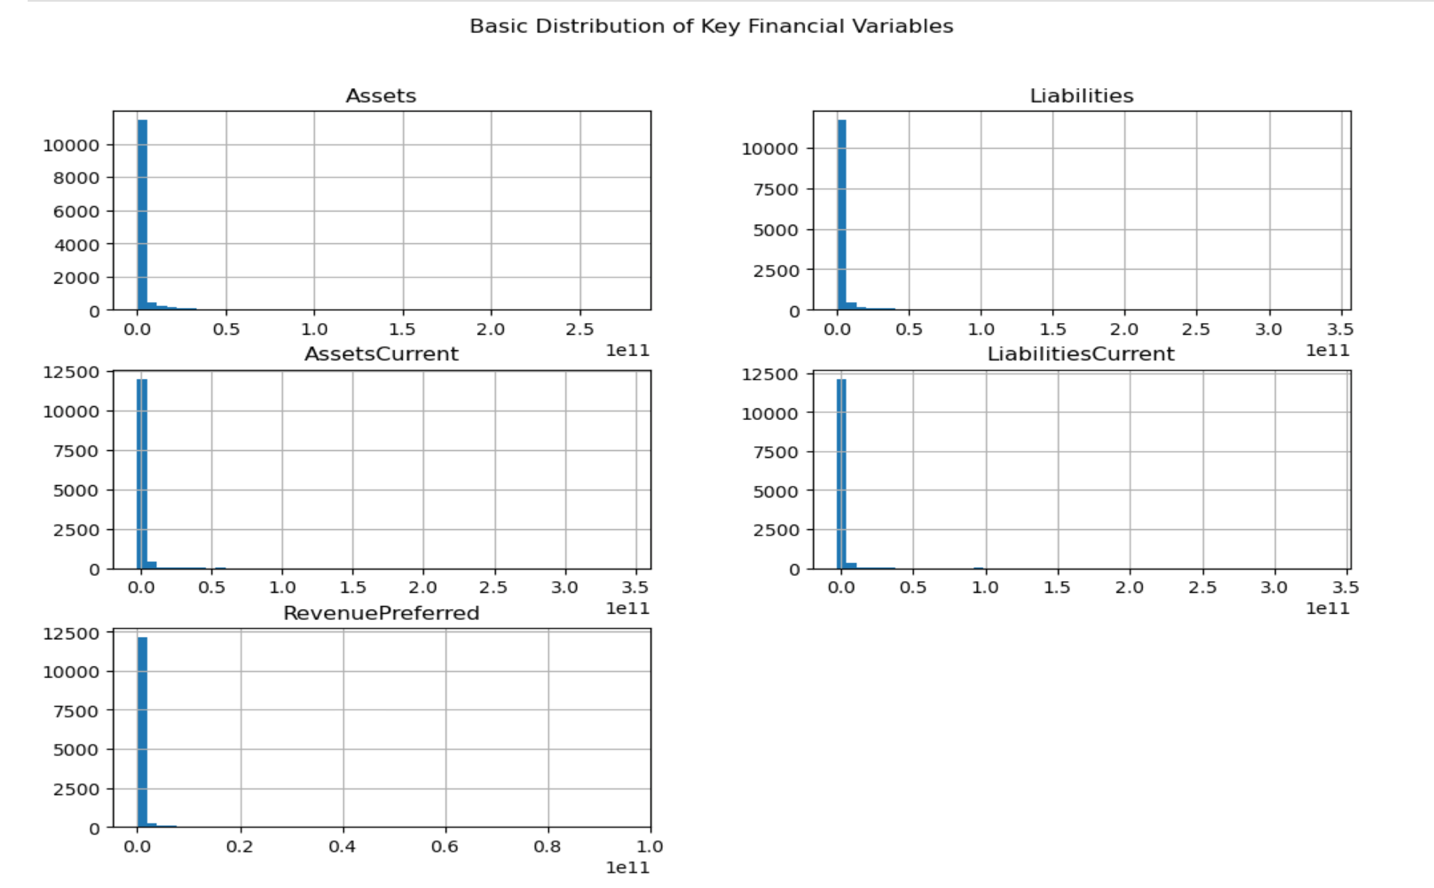 Basic Distribution of Key Financial Variables
Assets
10000
8000
6000
4000
2000
0
0.0 0.5 1.0 1.5 2.0 2.5
1e11
Liabilities
10000
7500
5000
2500
0
0.0 0.5 1.0 1.5 2.0 2.5 3.0 3.5
1e11
AssetsCurrent
12500
10000
7500
5000
2500
0
0.0 0.5 1.0 1.5 2.0 2.5 3.0 3.5
1e11
LiabilitiesCurrent
12500
10000
7500
5000
2500
0
0.0 0.5 1.0 1.5 2.0 2.5 3.0 3.5
1e11
RevenuePreferred
12500
10000
7500
5000
2500
0
0.0 0.2 0.4 0.6 0.8 1.0
1e11